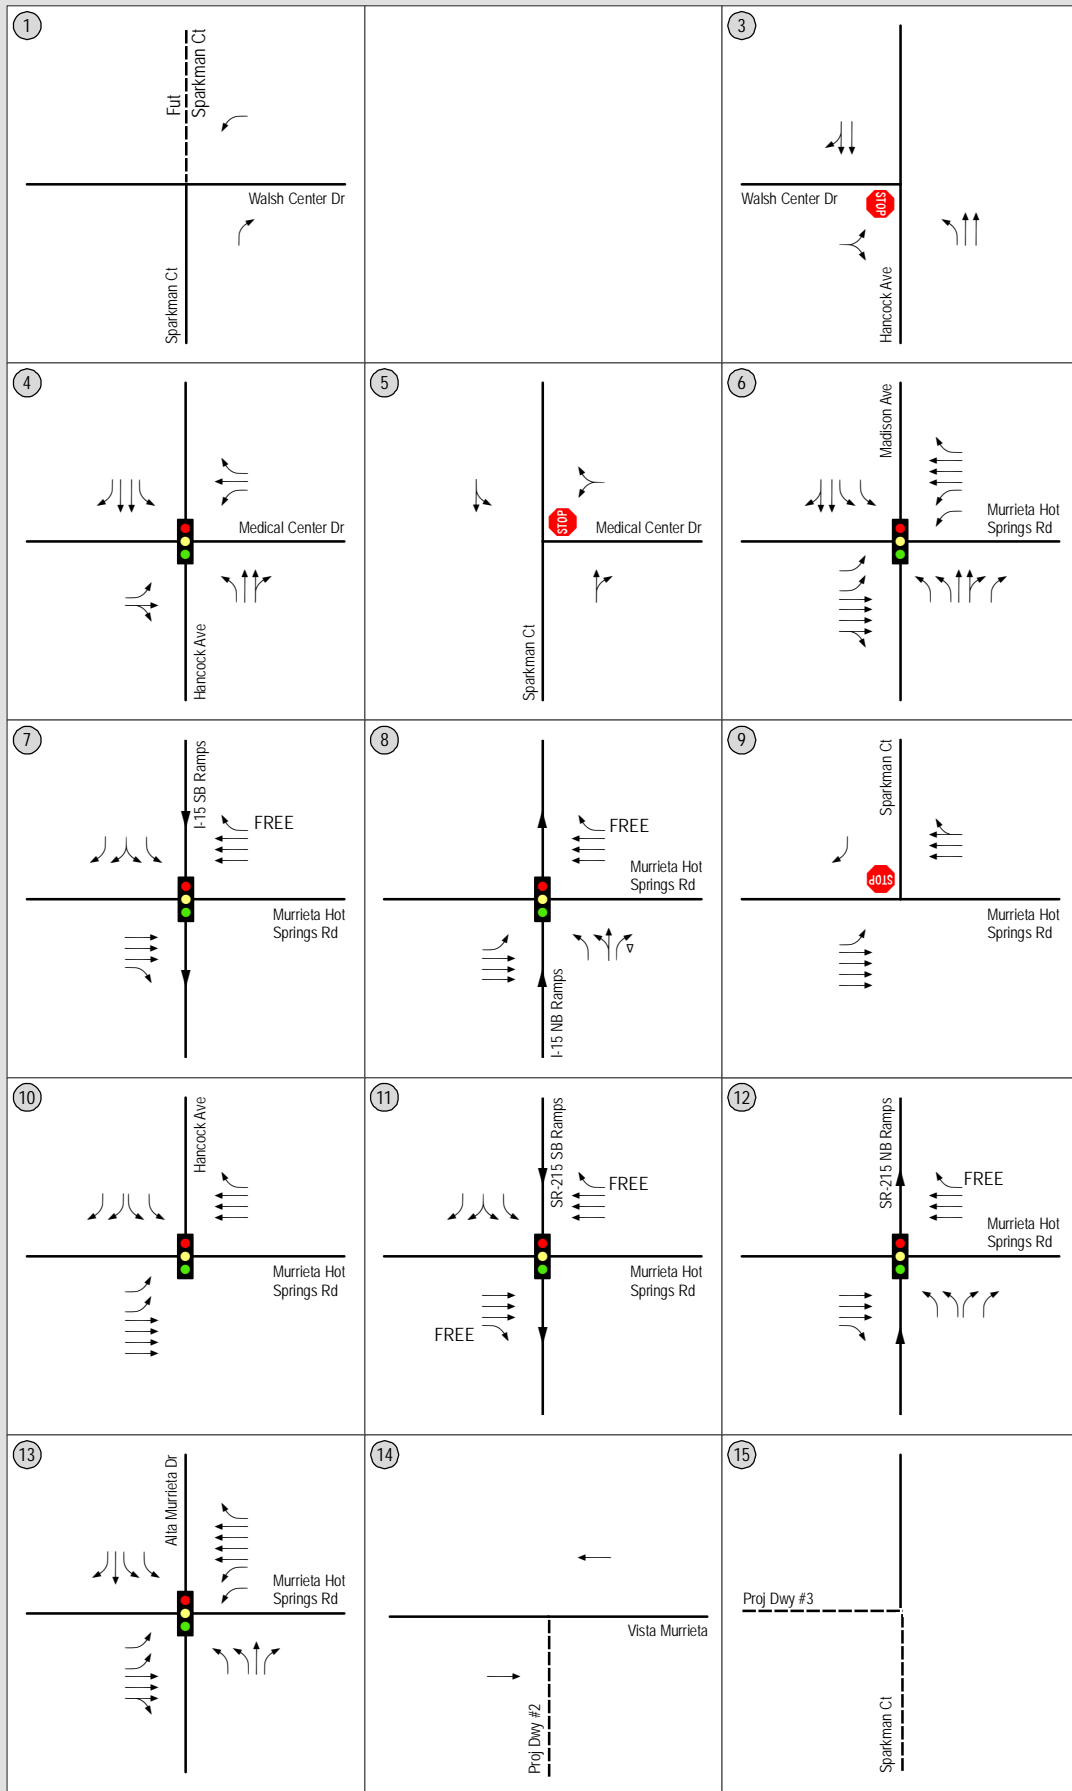 1
Fut
Sparkman Ct
Walsh Center Dr
Sparkman Ct
3
Walsh Center Dr
STOP
Hancock Ave
4
Medical Center Dr
Hancock Ave
5
STOP
Medical Center Dr
Sparkman Ct
6
Madison Ave
Murrieta Hot
Springs Rd
7
I-15 SB Ramps
FREE
Murrieta Hot
Springs Rd
8
FREE
Murrieta Hot
Springs Rd
I-15 NB Ramps
9
Sparkman Ct
STOP
Murrieta Hot
Springs Rd
10
Hancock Ave
Murrieta Hot
Springs Rd
11
SR-215 SB Ramps
FREE
Murrieta Hot
Springs Rd
FREE
12
SR-215 NB Ramps
FREE
Murrieta Hot
Springs Rd
13
Alta Murrieta Dr
Murrieta Hot
Springs Rd
14
Vista Murrieta
Proj Dwy #2
15
Proj Dwy #3
Sparkman Ct